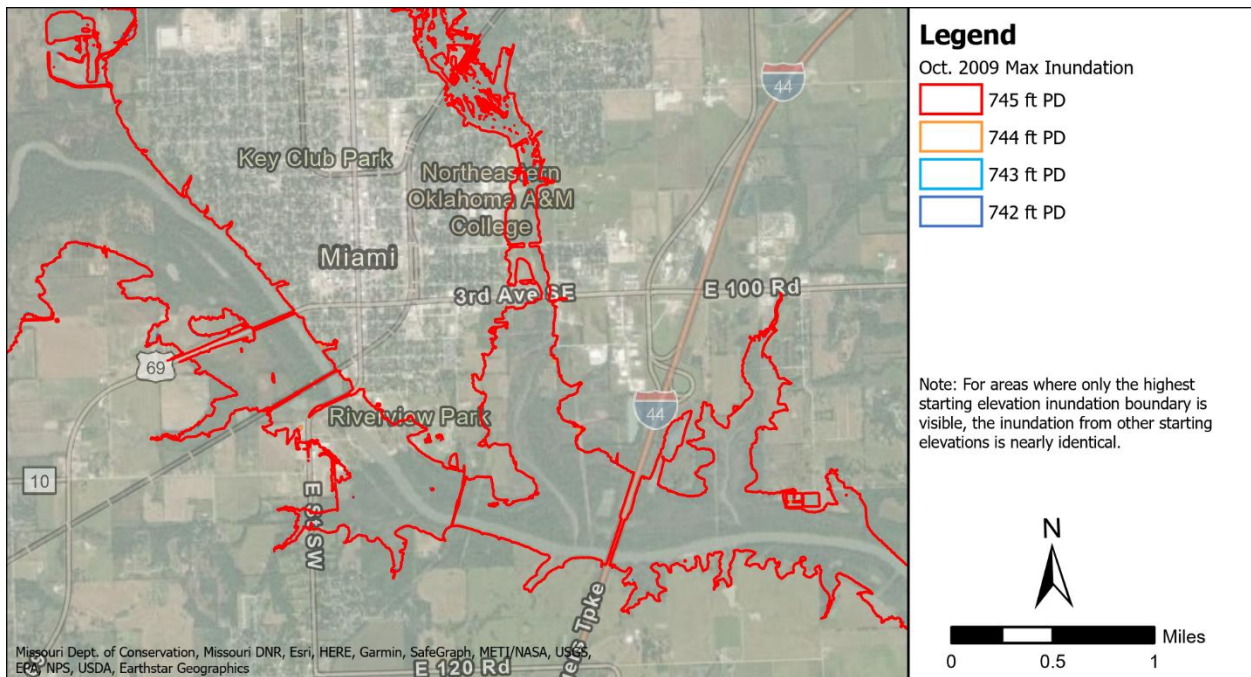 44
Key Club Park
Northeastern
Oklahoma A&M
College
Miami
3rd Ave SE
E 100 Rd
69
44
Riverview Park
10
E St SW
E 120 Rd
Missouri Dept. of Conservation, Missouri DNR, Esri, HERE, Garmin, SafeGraph, METI/NASA, USGS,
EPA, NPS, USDA, Earthstar Geographics
Legend
Oct. 2009 Max Inundation
745 ft PD
744 ft PD
743 ft PD
742 ft PD
Note: For areas where only the highest
starting elevation inundation boundary is
visible, the inundation from other starting
elevations is nearly identical.
N
Miles
0 0.5 1